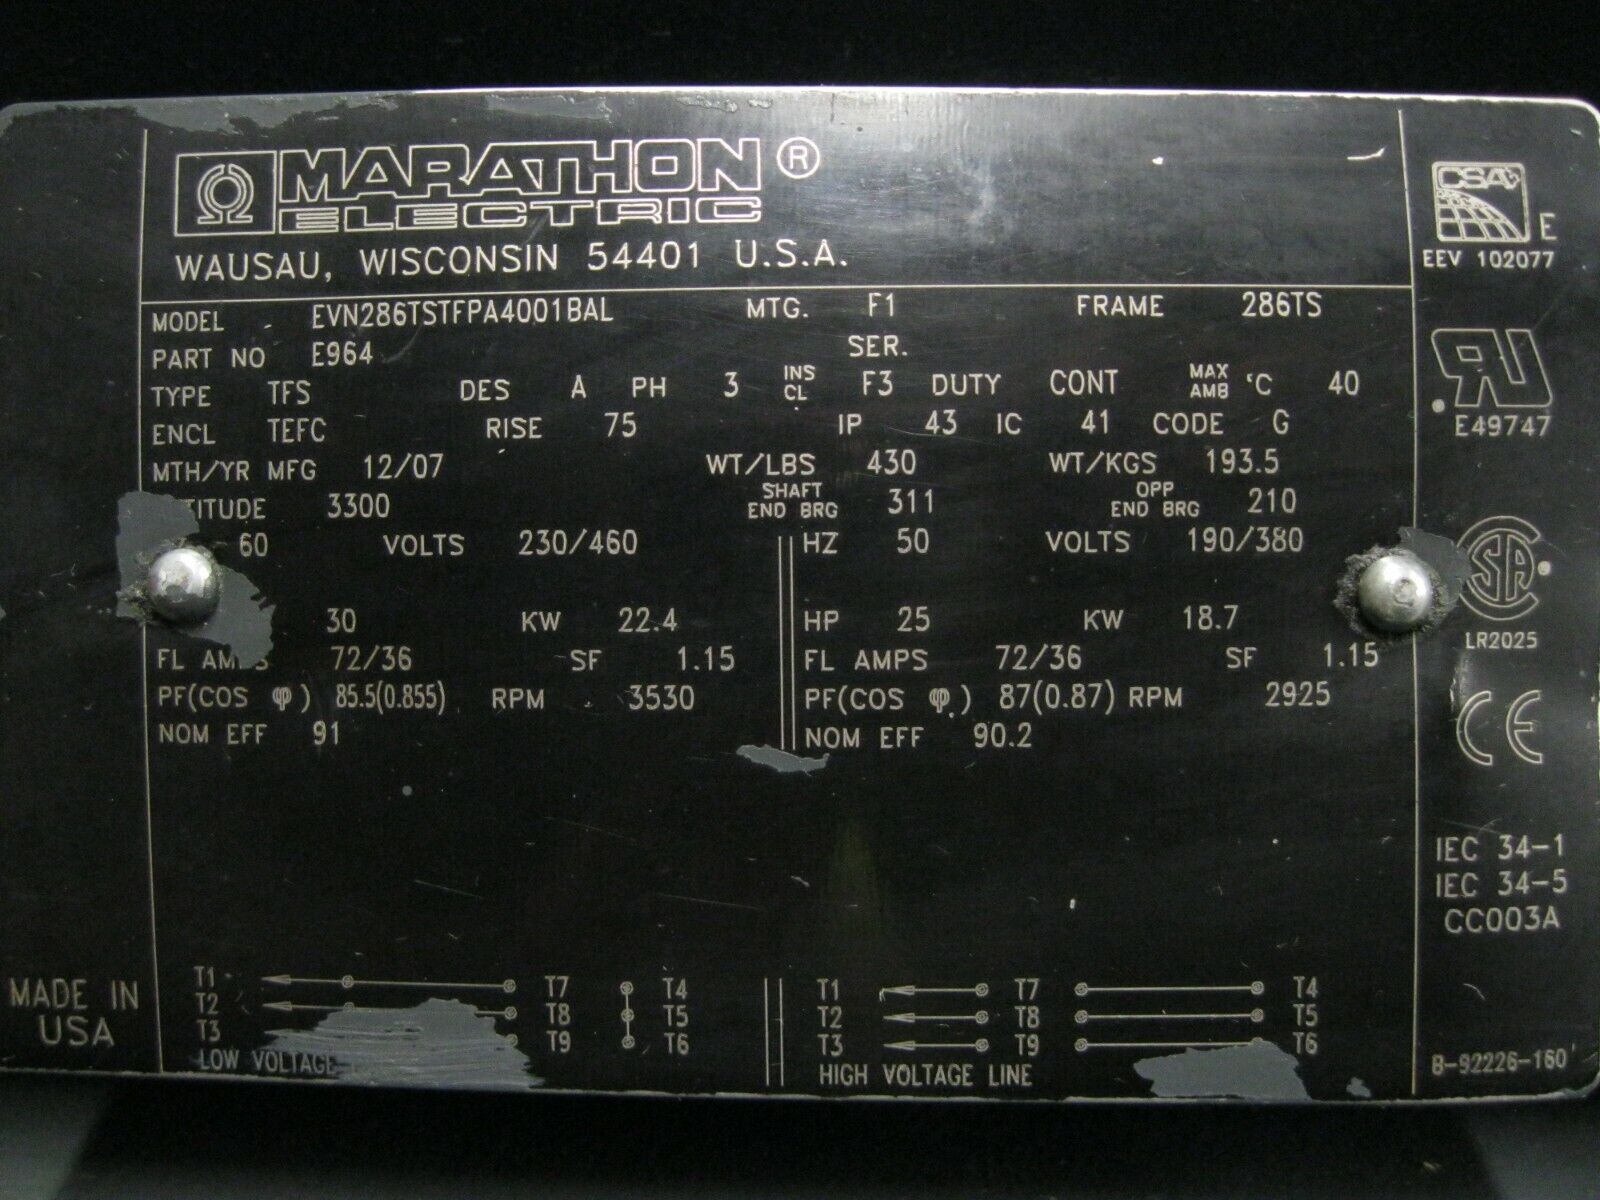 MARATHON ®
ELECTRIC
WAUSAU, WISCONSIN 54401 U.S.A.
MODEL EVN286TSTFPA4001BAL MTG. F1 FRAME 286TS
PART NO E964 SER.
TYPE TFS DES A PH 3 INS CL F3 DUTY CONT MAX AMB °C 40
ENCL TEFC RISE 75 IP 43 IC 41 CODE G
MTH/YR MFG 12/07 WT/LBS 430 WT/KGS 193.5
TITUDE 3300 SHAFT END BRG 311 OPP END BRG 210
60 VOLTS 230/460 HZ 50 VOLTS 190/380
30 KW 22.4 HP 25 KW 18.7
FL AMPS 72/36 SF 1.15 FL AMPS 72/36 SF 1.15
PF(COS φ) 85.5(0.855) RPM 3530 PF(COS φ) 87(0.87) RPM 2925
NOM EFF 91 NOM EFF 90.2
T1 T7 T4 T1 T7 T4
T2 T8 T5 T2 T8 T5
T3 T9 T6 T3 T9 T6
LOW VOLTAGE HIGH VOLTAGE LINE
MADE IN
USA
CSA
E
EEV 102077
RU
E49747
SA
LR2025
CE
IEC 34-1
IEC 34-5
CC003A
B-92226-160